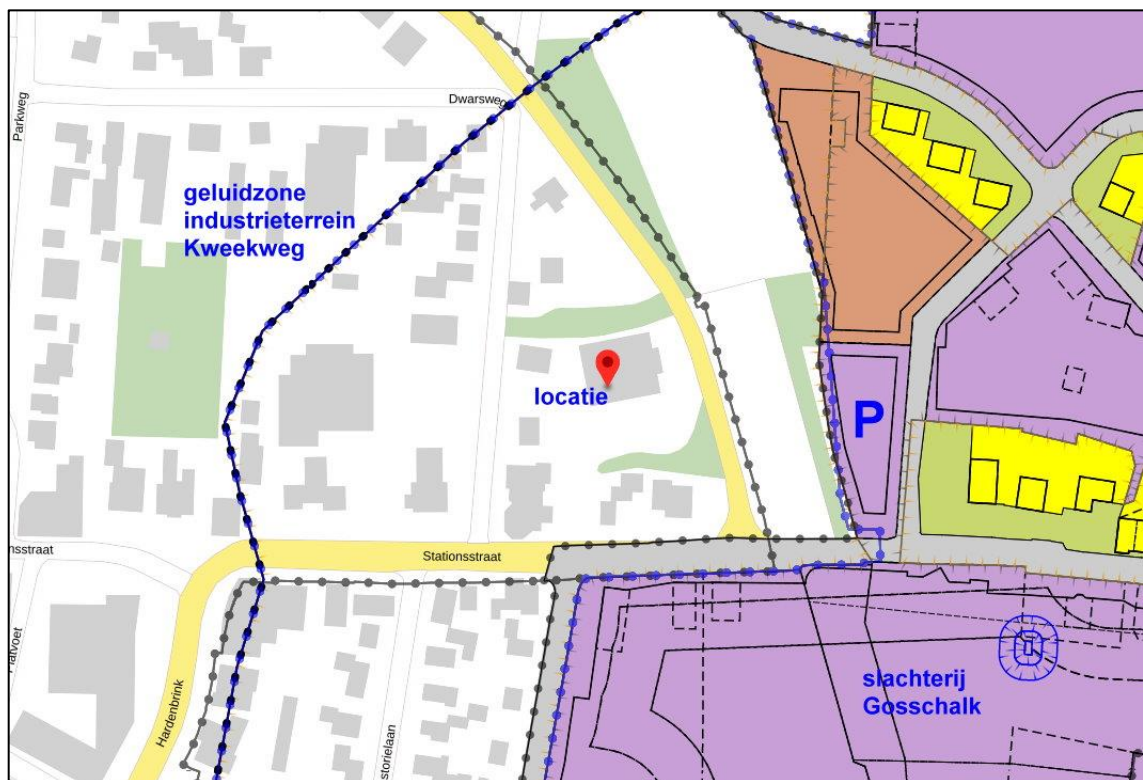 Parkweg
Dwarsweg
geluidzone
industrieterrein
Kweekweg
locatie
P
nsstraat
Stationsstraat
slachterij
Gosschalk
Hardenbrink
storielaan